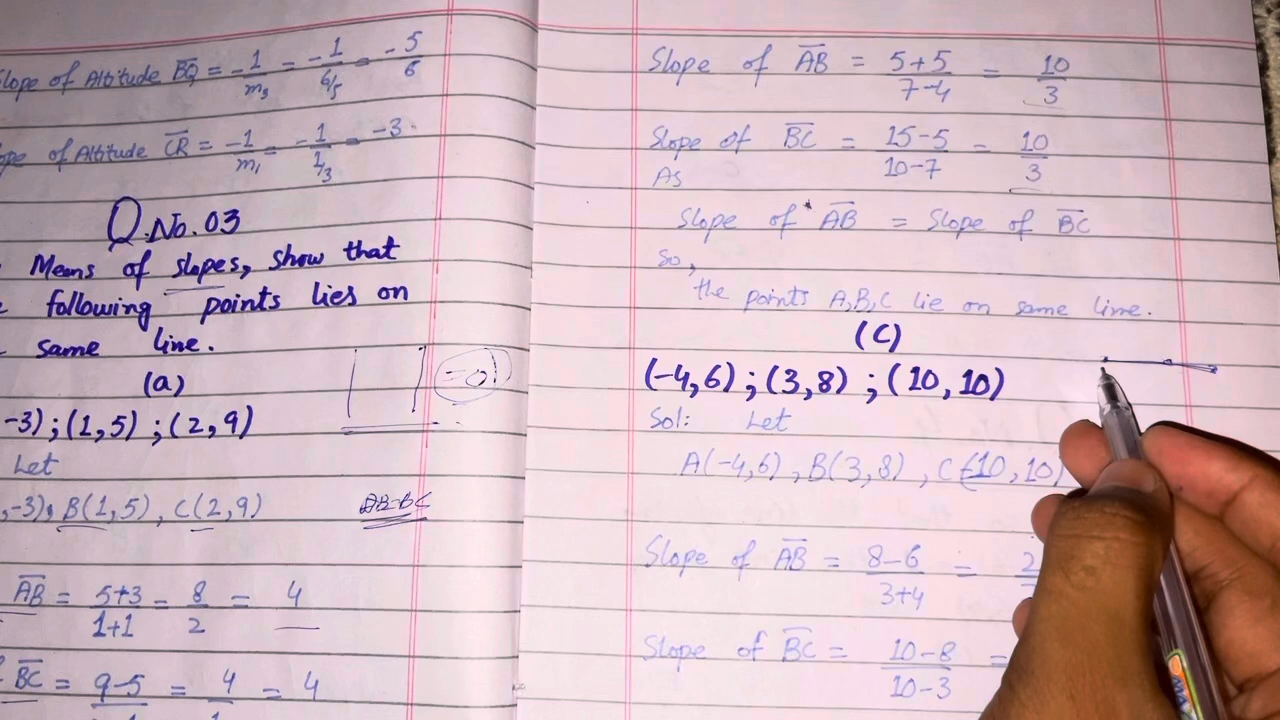 Slope of Altitude BQ = -1/m₃ = -1/6/5 = -5/6
ope of Altitude CR = -1/m₁ = -1/1/3 = -3
Q.No.03
Means of slopes, show that
following points lies on
same line.
(a)
-3);(1,5);(2,9)
Let
,-3), B(1,5), C(2,9)
AB = 5+3/1+1 = 8/2 = 4
BC = 9-5 = 4 = 4
=0
AB=BC
Slope of AB = 5+5/7-4 = 10/3
Slope of BC = 15-5/10-7 = 10/3
As
Slope of AB = Slope of BC
So,
the points A,B,C lie on same line.
(C)
(-4,6);(3,8);(10,10)
Sol: Let
A(-4,6), B(3,8), C(10,10)
Slope of AB = 8-6/3+4 = 2
Slope of BC = 10-8/10-3 =